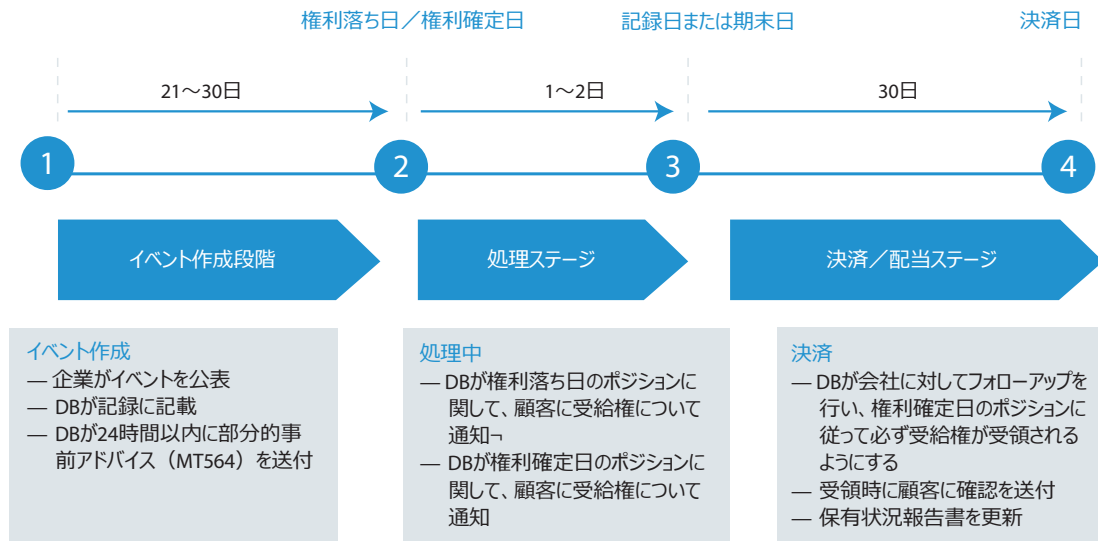 権利落ち日／権利確定日
記録日または期末日
決済日
21～30日
1～2日
30日
1
2
3
4
イベント作成段階
処理ステージ
決済／配当ステージ
イベント作成
— 企業がイベントを公表
— DBが記録に記載
— DBが24時間以内に部分的事
前アドバイス（MT564）を送付
処理中
— DBが権利落ち日のポジションに
関して、顧客に受給権について
通知¬
— DBが権利確定日のポジションに
関して、顧客に受給権について
通知
決済
— DBが会社に対してフォローアップを
行い、権利確定日のポジションに
従って必ず受給権が受領される
ようにする
— 受領時に顧客に確認を送付
— 保有状況報告書を更新